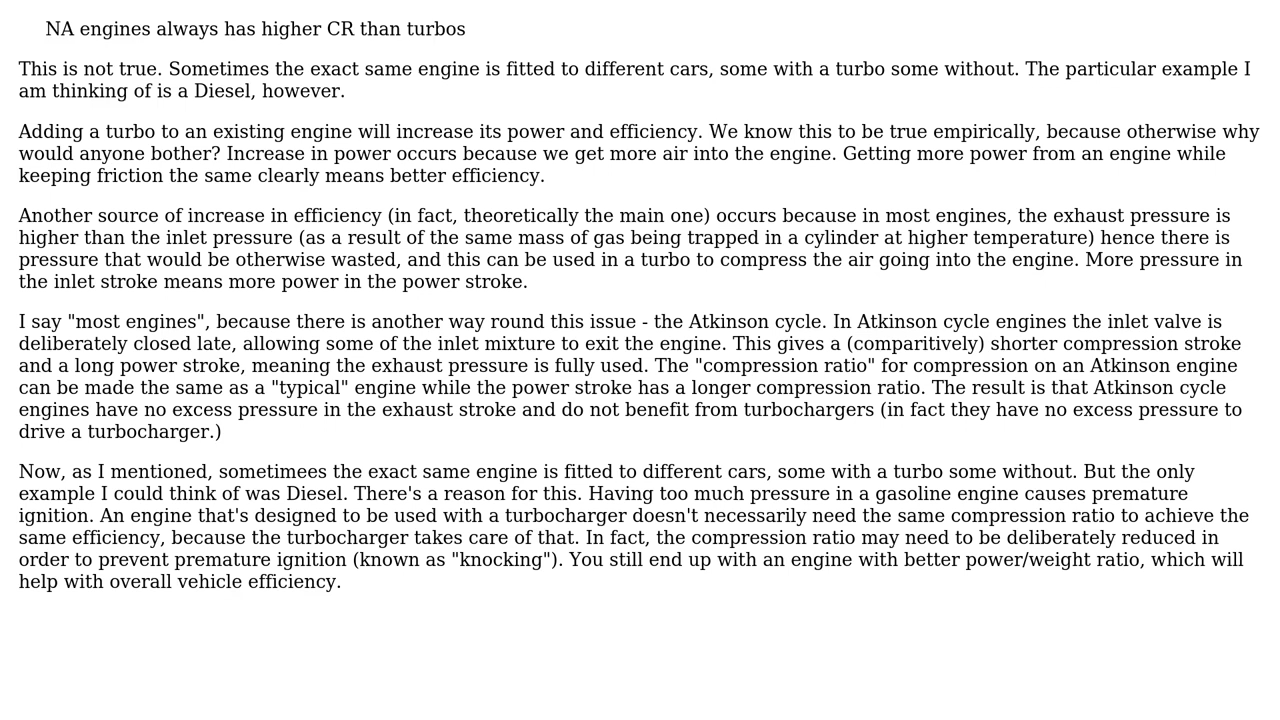 NA engines always has higher CR than turbos
This is not true. Sometimes the exact same engine is fitted to different cars, some with a turbo some without. The particular example I
am thinking of is a Diesel, however.
Adding a turbo to an existing engine will increase its power and efficiency. We know this to be true empirically, because otherwise why
would anyone bother? Increase in power occurs because we get more air into the engine. Getting more power from an engine while
keeping friction the same clearly means better efficiency.
Another source of increase in efficiency (in fact, theoretically the main one) occurs because in most engines, the exhaust pressure is
higher than the inlet pressure (as a result of the same mass of gas being trapped in a cylinder at higher temperature) hence there is
pressure that would be otherwise wasted, and this can be used in a turbo to compress the air going into the engine. More pressure in
the inlet stroke means more power in the power stroke.
I say "most engines", because there is another way round this issue - the Atkinson cycle. In Atkinson cycle engines the inlet valve is
deliberately closed late, allowing some of the inlet mixture to exit the engine. This gives a (comparitively) shorter compression stroke
and a long power stroke, meaning the exhaust pressure is fully used. The "compression ratio" for compression on an Atkinson engine
can be made the same as a "typical" engine while the power stroke has a longer compression ratio. The result is that Atkinson cycle
engines have no excess pressure in the exhaust stroke and do not benefit from turbochargers (in fact they have no excess pressure to
drive a turbocharger.)
Now, as I mentioned, sometimees the exact same engine is fitted to different cars, some with a turbo some without. But the only
example I could think of was Diesel. There's a reason for this. Having too much pressure in a gasoline engine causes premature
ignition. An engine that's designed to be used with a turbocharger doesn't necessarily need the same compression ratio to achieve the
same efficiency, because the turbocharger takes care of that. In fact, the compression ratio may need to be deliberately reduced in
order to prevent premature ignition (known as "knocking"). You still end up with an engine with better power/weight ratio, which will
help with overall vehicle efficiency.